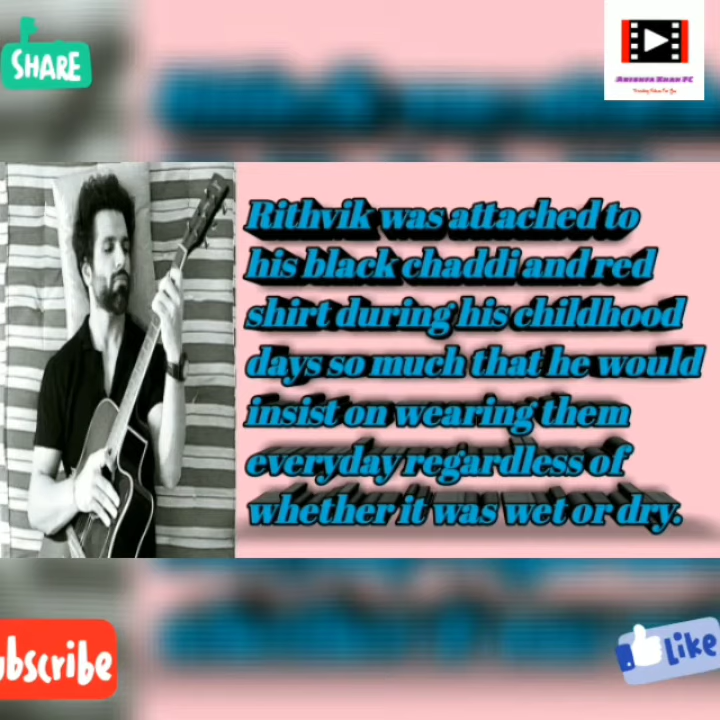 SHARE
Rithvik was attached to
his black chaddi and red
shirt during his childhood
days so much that he would
insist on wearing them
everyday regardless of
whether it was wet or dry.
ubscribe
Like